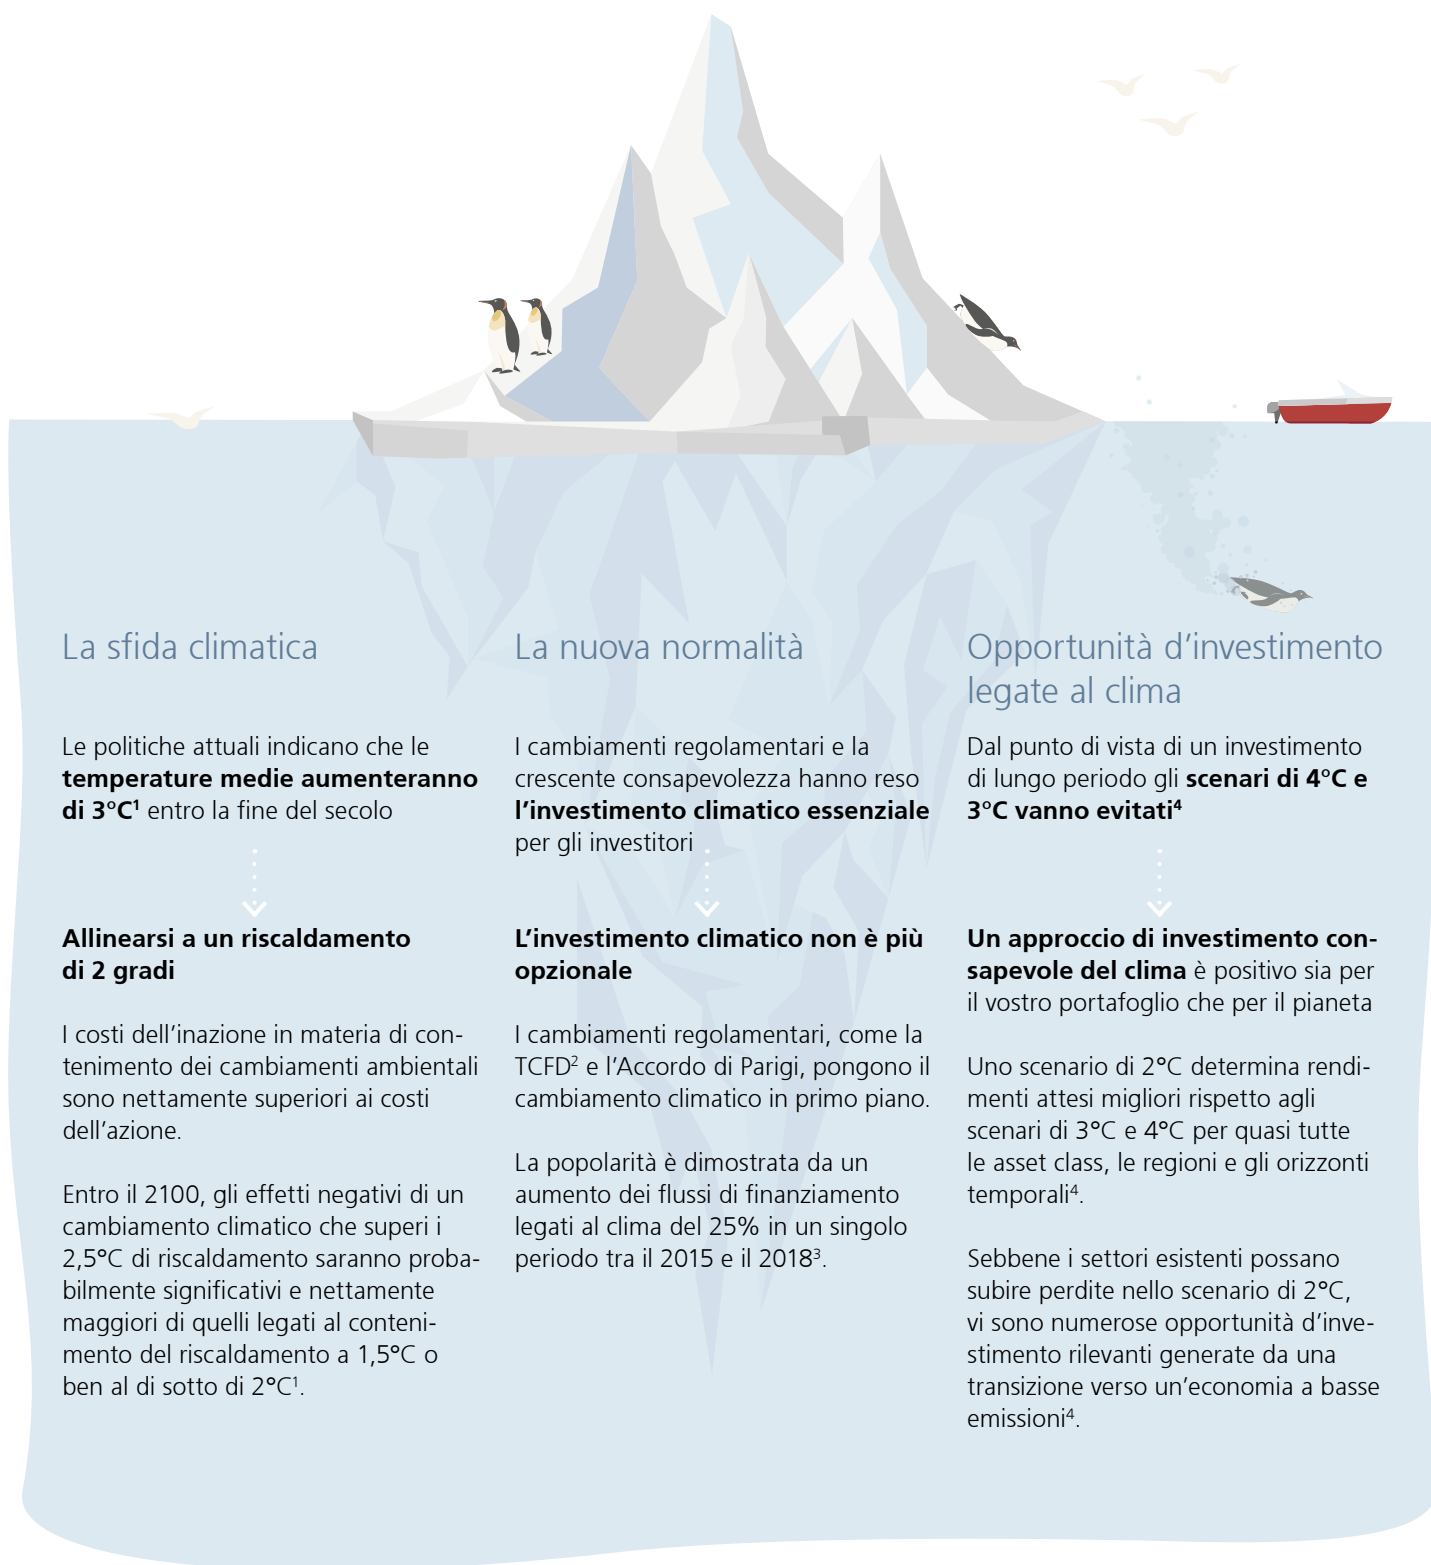 La sfida climatica
Le politiche attuali indicano che le
temperature medie aumenteranno
di 3°C¹ entro la fine del secolo
Allinearsi a un riscaldamento
di 2 gradi
I costi dell’inazione in materia di con-
tenimento dei cambiamenti ambientali
sono nettamente superiori ai costi
dell’azione.
Entro il 2100, gli effetti negativi di un
cambiamento climatico che superi i
2,5°C di riscaldamento saranno proba-
bilmente significativi e nettamente
maggiori di quelli legati al conteni-
mento del riscaldamento a 1,5°C o
ben al di sotto di 2°C¹.
La nuova normalità
I cambiamenti regolamentari e la
crescente consapevolezza hanno reso
l’investimento climatico essenziale
per gli investitori
L’investimento climatico non è più
opzionale
I cambiamenti regolamentari, come la
TCFD² e l’Accordo di Parigi, pongono il
cambiamento climatico in primo piano.
La popolarità è dimostrata da un
aumento dei flussi di finanziamento
legati al clima del 25% in un singolo
periodo tra il 2015 e il 2018³.
Opportunità d’investimento
legate al clima
Dal punto di vista di un investimento
di lungo periodo gli scenari di 4°C e
3°C vanno evitati⁴
Un approccio di investimento con-
sapevole del clima è positivo sia per
il vostro portafoglio che per il pianeta
Uno scenario di 2°C determina rendi-
menti attesi migliori rispetto agli
scenari di 3°C e 4°C per quasi tutte
le asset class, le regioni e gli orizzonti
temporali⁴.
Sebbene i settori esistenti possano
subire perdite nello scenario di 2°C,
vi sono numerose opportunità d’inve-
stimento rilevanti generate da una
transizione verso un’economia a basse
emissioni⁴.